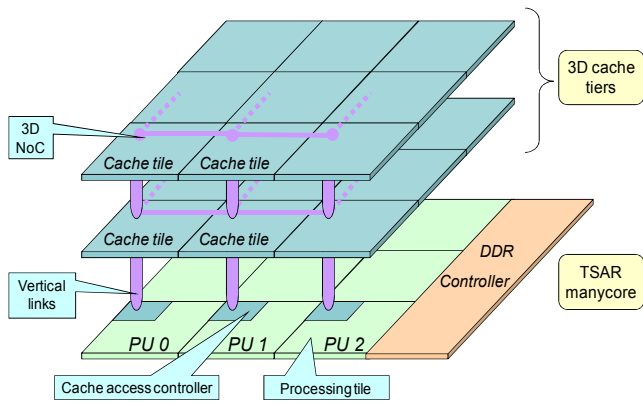 3D cache
tiers
3D
NoC
Cache tile
Cache tile
Cache tile
Cache tile
DDR
Controller
TSAR
manycore
Vertical
links
PU 0
PU 1
PU 2
Cache access controller
Processing tile